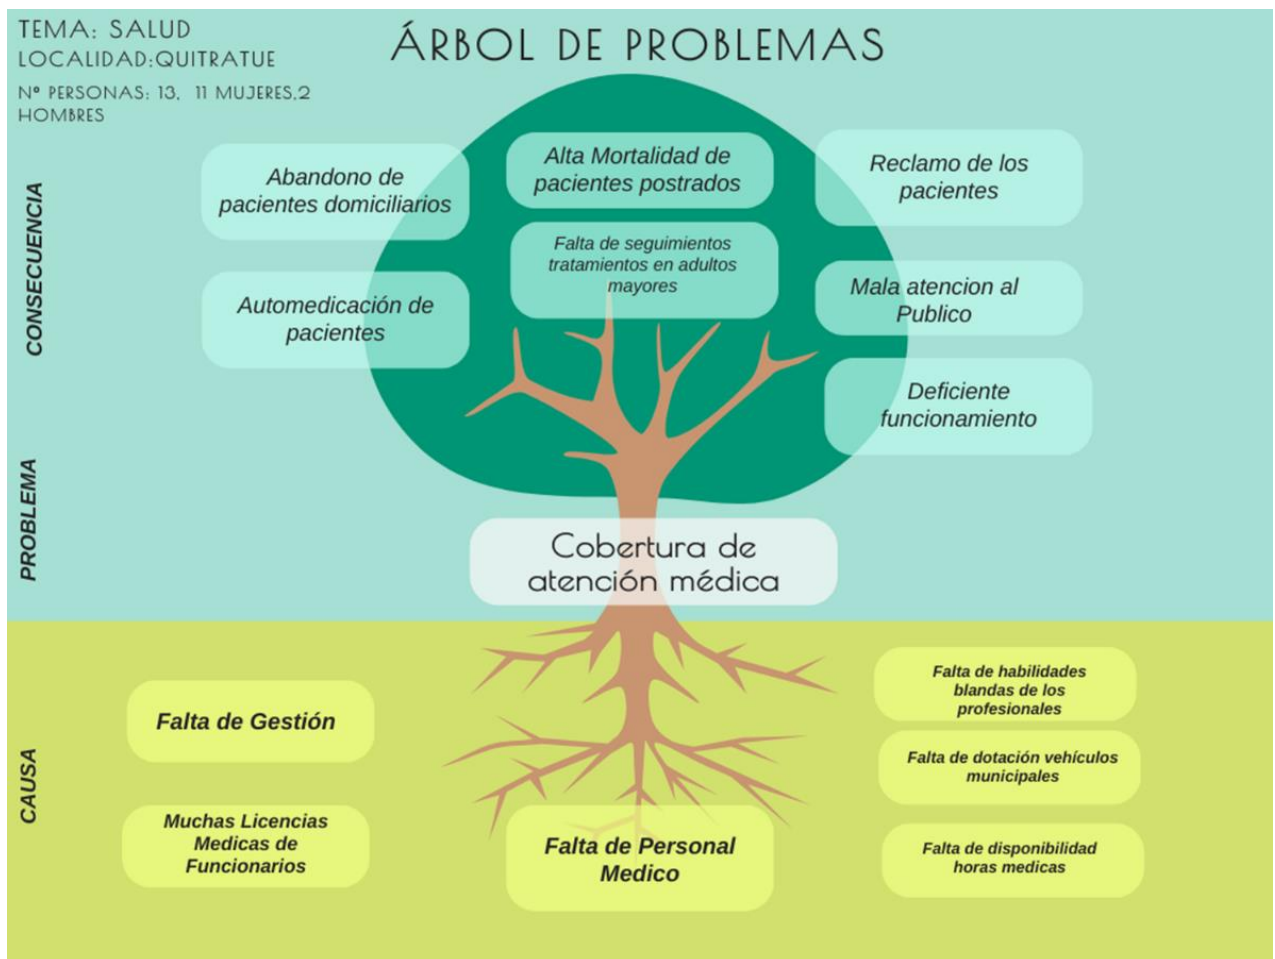 TEMA: SALUD
LOCALIDAD:QUITRATUE
Nº PERSONAS: 13, 11 MUJERES,2
HOMBRES
ÁRBOL DE PROBLEMAS
CONSECUENCIA
Abandono de
pacientes domiciliarios
Automedicación de
pacientes
Alta Mortalidad de
pacientes postrados
Falta de seguimientos
tratamientos en adultos
mayores
Reclamo de los
pacientes
Mala atencion al
Publico
Deficiente
funcionamiento
PROBLEMA
Cobertura de
atención médica
CAUSA
Falta de Gestión
Muchas Licencias
Medicas de
Funcionarios
Falta de Personal
Medico
Falta de habilidades
blandas de los
profesionales
Falta de dotación vehículos
municipales
Falta de disponibilidad
horas medicas